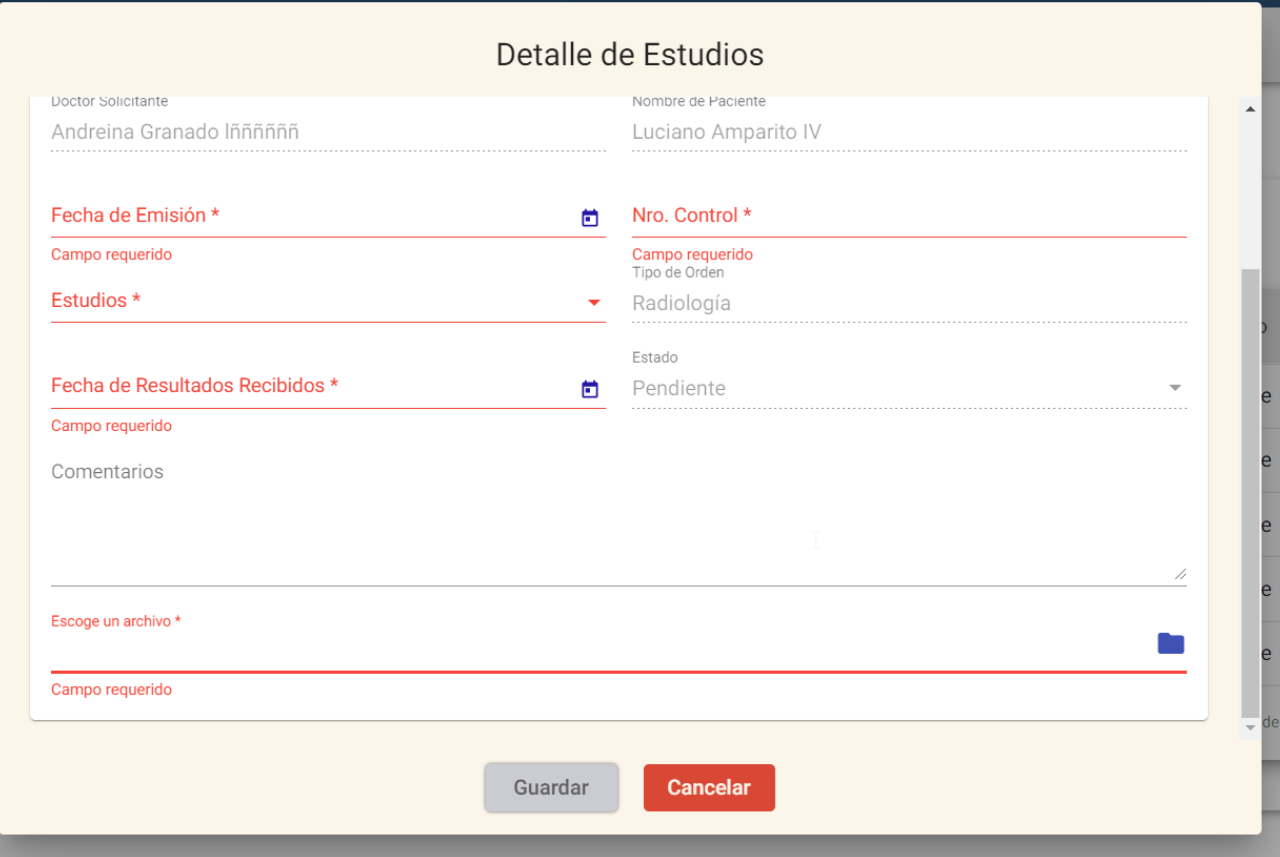 Detalle de Estudios
Doctor Solicitante
Nombre de Paciente
Andreina Granado lññññññ
Luciano Amparito IV
Fecha de Emisión *
Nro. Control *
Campo requerido
Campo requerido
Tipo de Orden
Estudios *
Radiología
Estado
Fecha de Resultados Recibidos *
Pendiente
Campo requerido
Comentarios
Escoge un archivo *
Campo requerido
Guardar
Cancelar